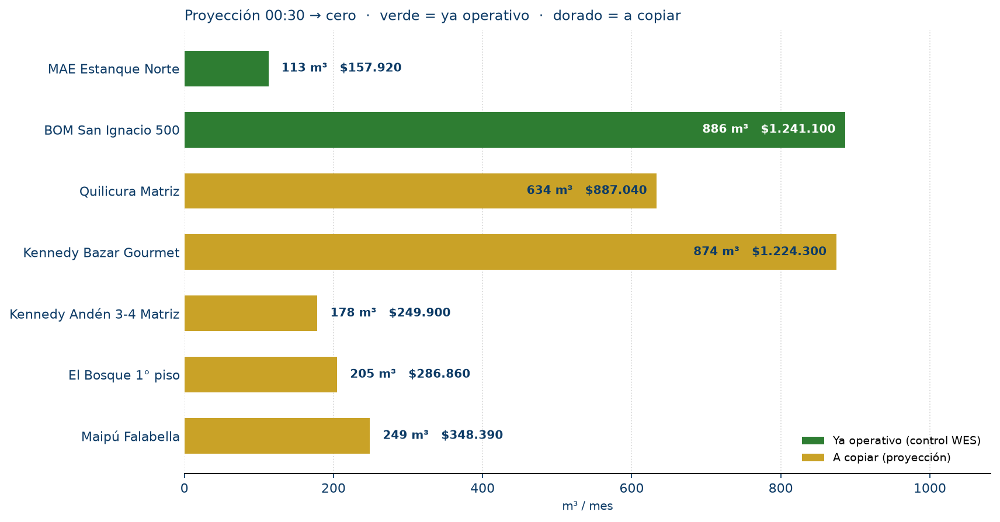 Proyección 00:30 → cero · verde = ya operativo · dorado = a copiar
MAE Estanque Norte 113 m³ $157.920
BOM San Ignacio 500 886 m³ $1.241.100
Quilicura Matriz 634 m³ $887.040
Kennedy Bazar Gourmet 874 m³ $1.224.300
Kennedy Andén 3-4 Matriz 178 m³ $249.900
El Bosque 1° piso 205 m³ $286.860
Maipú Falabella 249 m³ $348.390
Ya operativo (control WES)
A copiar (proyección)
0 200 400 600 800 1000
m³ / mes